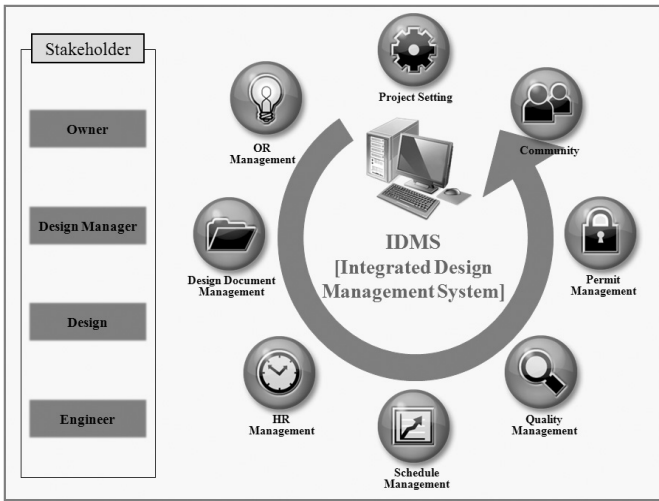 Stakeholder
Owner
Design Manager
Design
Engineer
Project Setting
OR
Management
Community
Design Document
Management
IDMS
[Integrated Design
Management System]
Permit
Management
HR
Management
Quality
Management
Schedule
Management